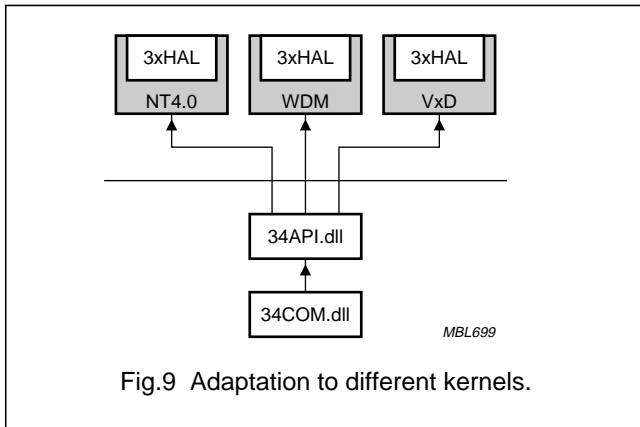 3xHAL 3xHAL 3xHAL
NT4.0 WDM VxD
34API.dll
34COM.dll
MBL699
Fig.9 Adaptation to different kernels.